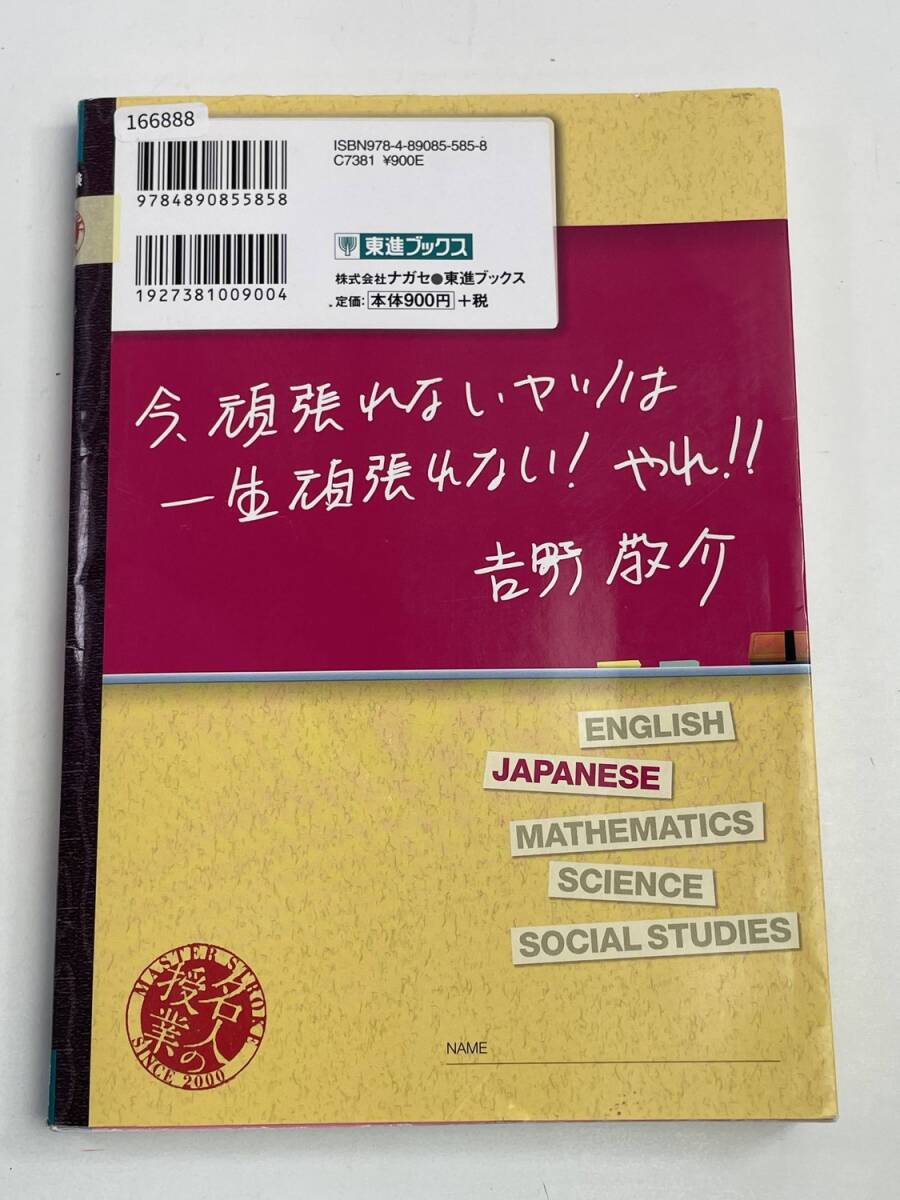 166888
ISBN978-4-89085-585-8
C7381 ¥900E
9784890855858
東進ブックス
株式会社ナガセ●東進ブックス
1927381009004
定価: 本体900円 +税
今、頑張れないヤツは
一生頑張れない! やれ!!
吉野 敬介
ENGLISH
JAPANESE
MATHEMATICS
SCIENCE
SOCIAL STUDIES
MASTER STROKE
名人の
授業
SINCE 2000
NAME